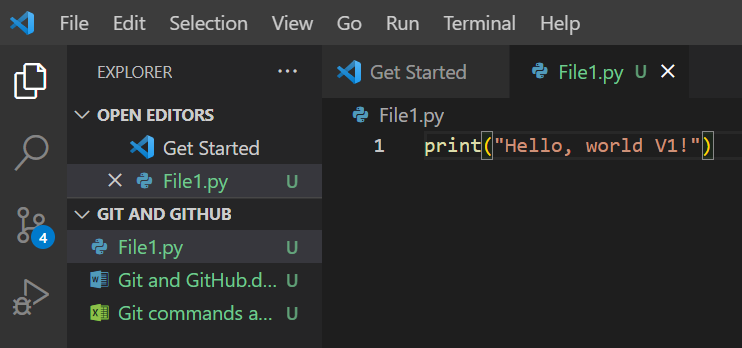 File Edit Selection View Go Run Terminal Help
EXPLORER ···
Get Started
File1.py U
OPEN EDITORS
Get Started
File1.py U
GIT AND GITHUB
File1.py U
Git and GitHub.d... U
Git commands a... U
4
File1.py
1 print("Hello, world V1!")